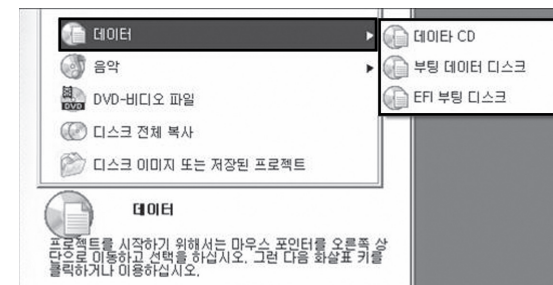 데이터
음악
DVD-비디오 파일
디스크 전체 복사
디스크 이미지 또는 저장된 프로젝트
데이타 CD
부팅 데이터 디스크
EFI 부팅 디스크
데이터
프로젝트를 시작하기 위해서는 마우스 포인터를 오른쪽 상
단으로 이동하고 선택을 하십시오. 그런 다음 화살표 키를
클릭하거나 이용하십시오.